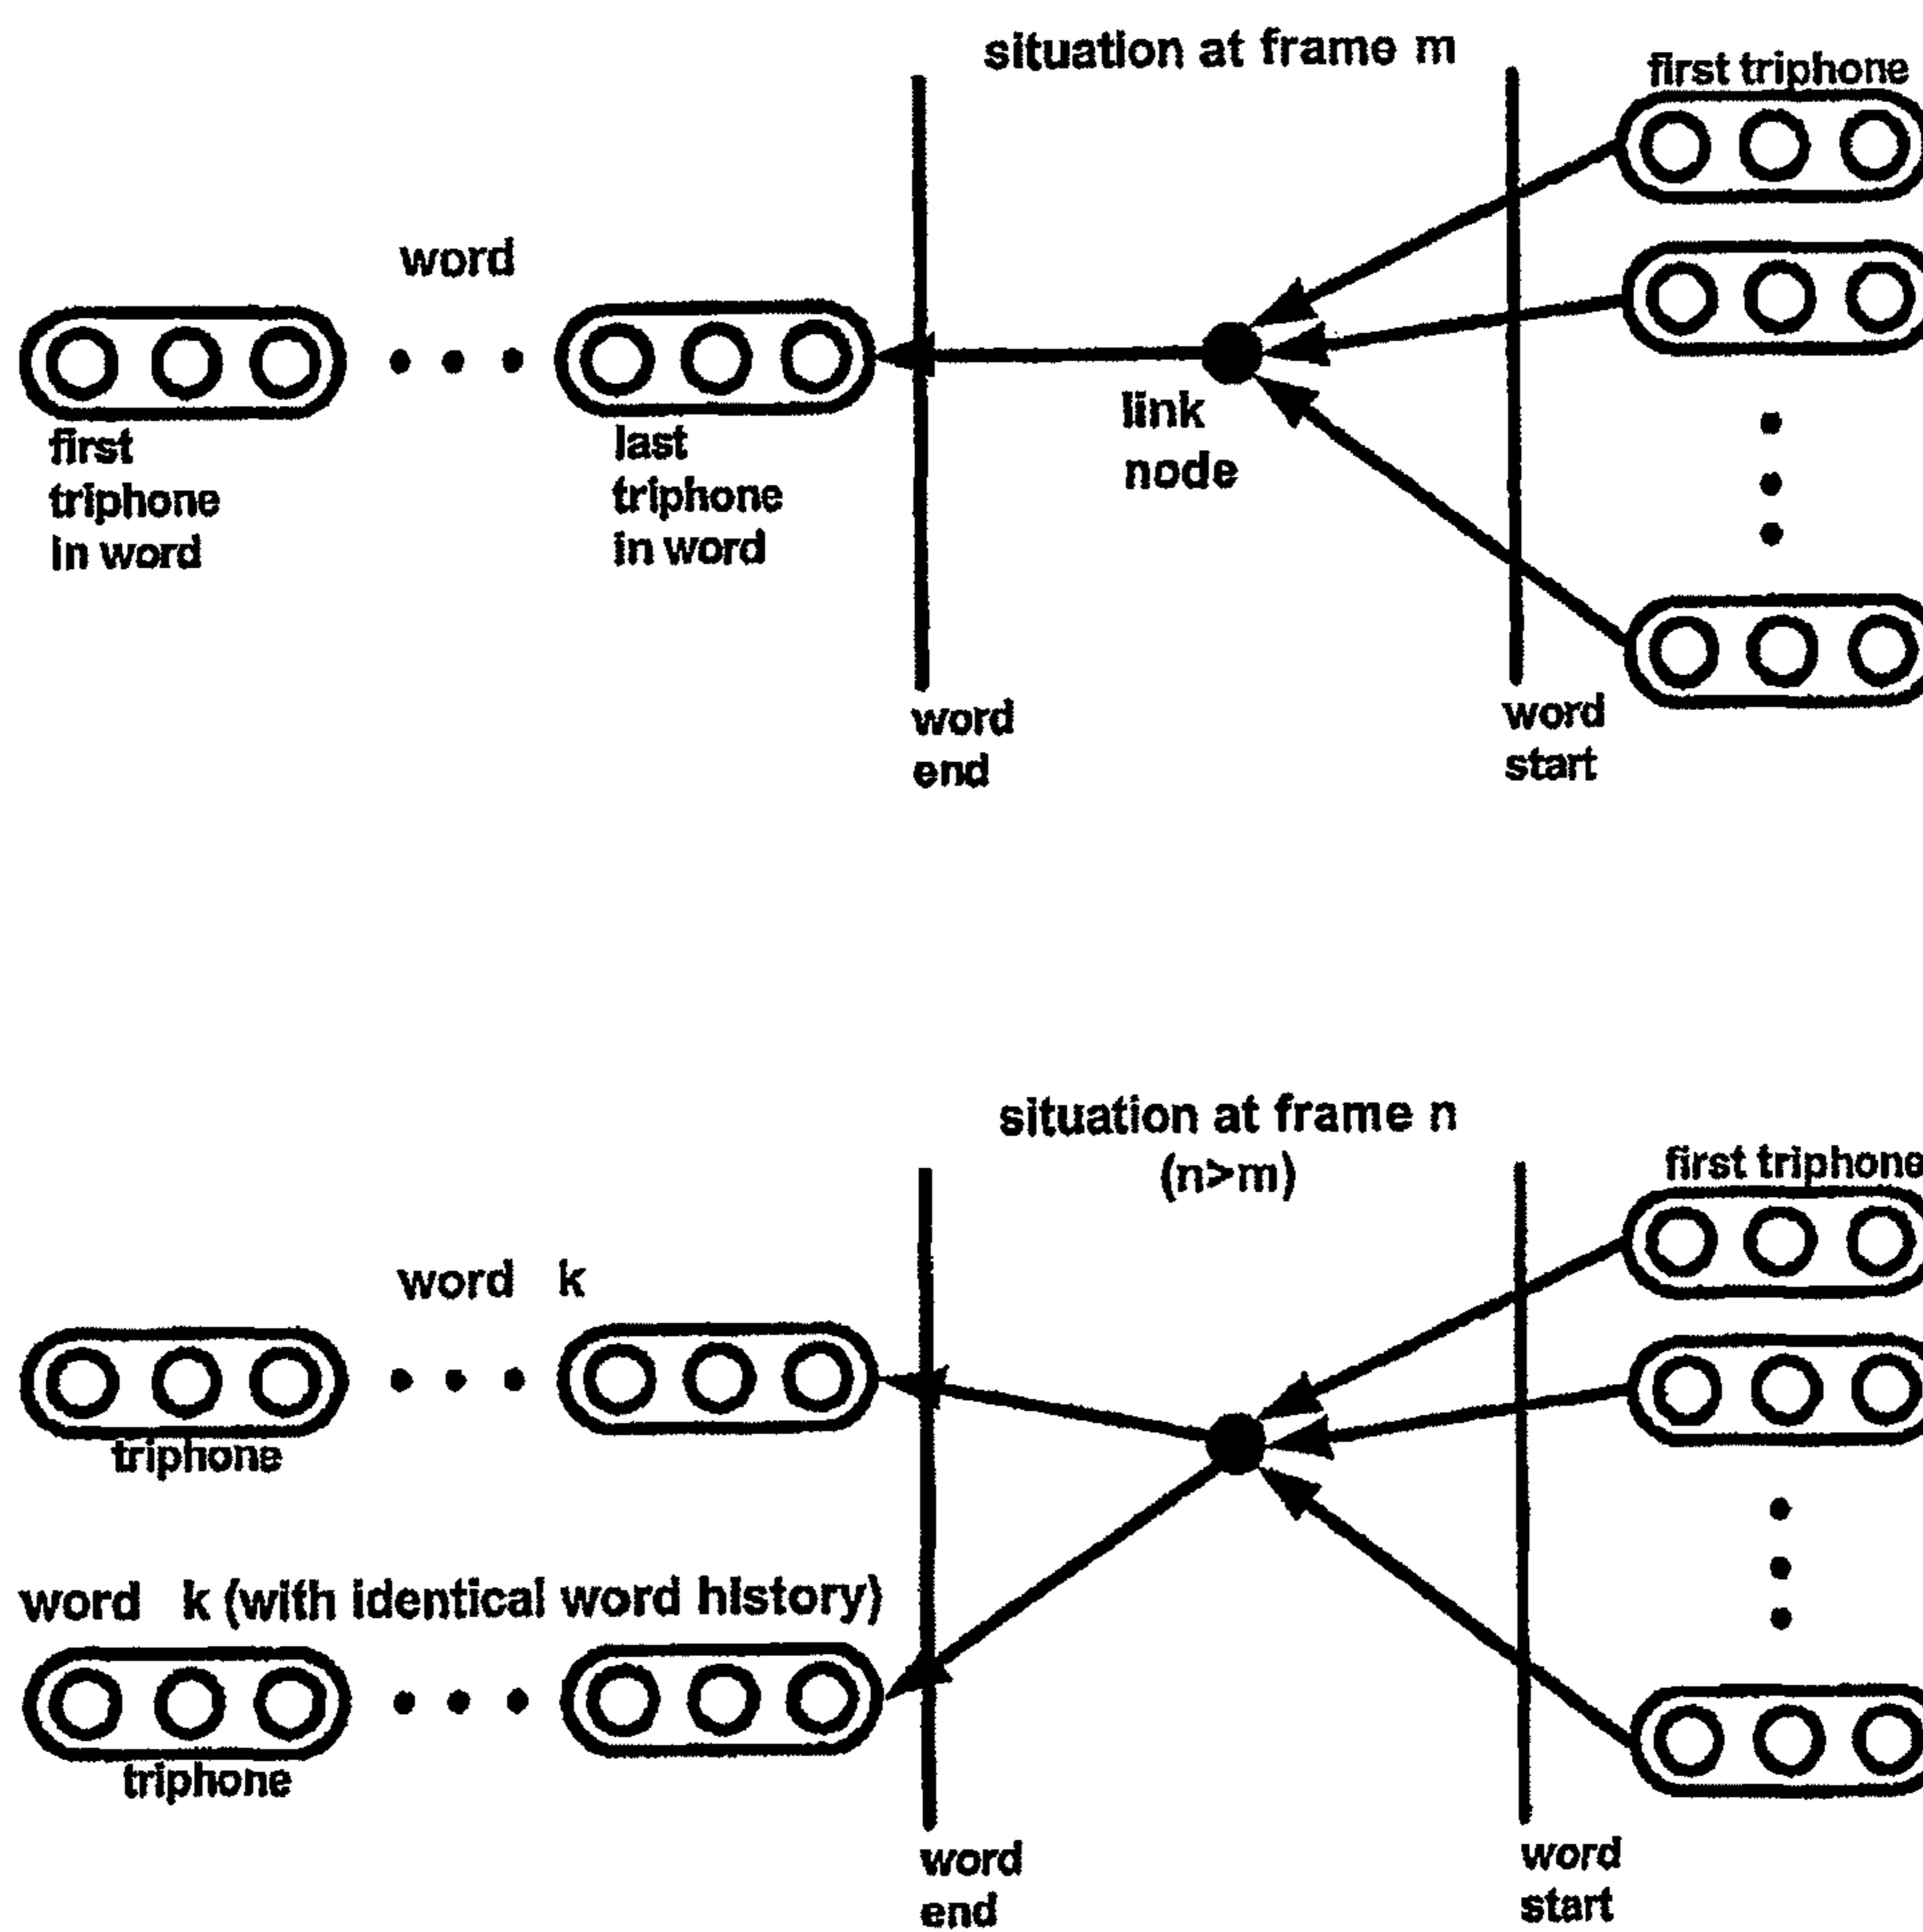 situation at frame m
first triphone
word
first
triphone
in word
last
triphone
in word
link
node
word
end
word
start
situation at frame n
(n>m)
first triphone
word k
triphone
word k (with identical word history)
triphone
word
end
word
start